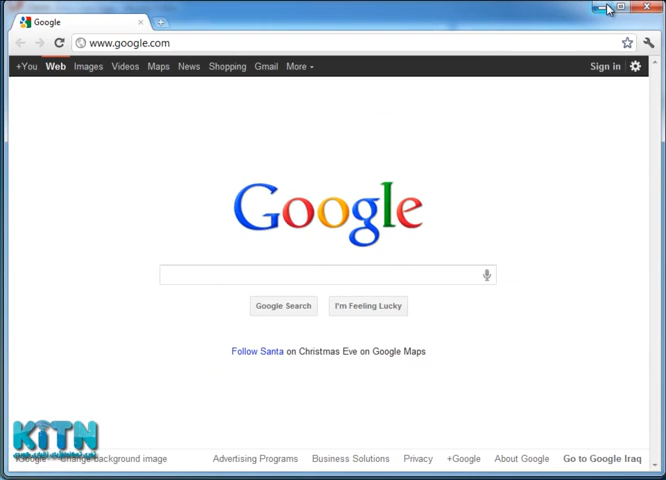 Google
www.google.com
+You Web Images Videos Maps News Shopping Gmail More Sign in
Google
Google Search I'm Feeling Lucky
Follow Santa on Christmas Eve on Google Maps
KiTN
iGoogle Change background image Advertising Programs Business Solutions Privacy +Google About Google Go to Google Iraq